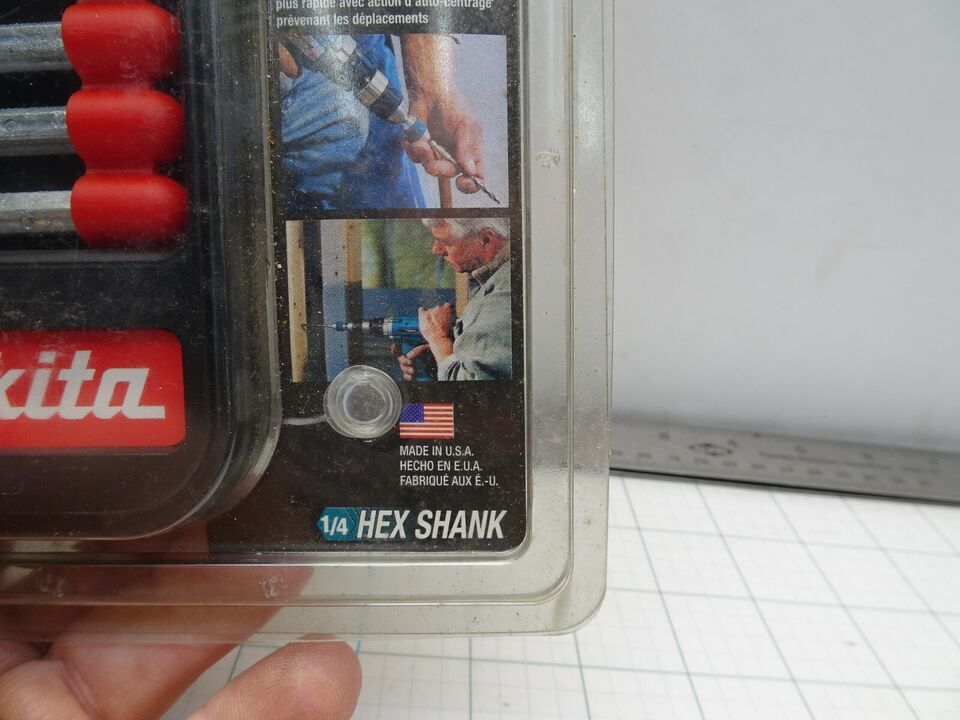 plus rapide avec action d'auto-centrage
prévenant les déplacements
kita
MADE IN U.S.A.
HECHO EN E.U.A.
FABRIQUÉ AUX É.-U.
1/4 HEX SHANK